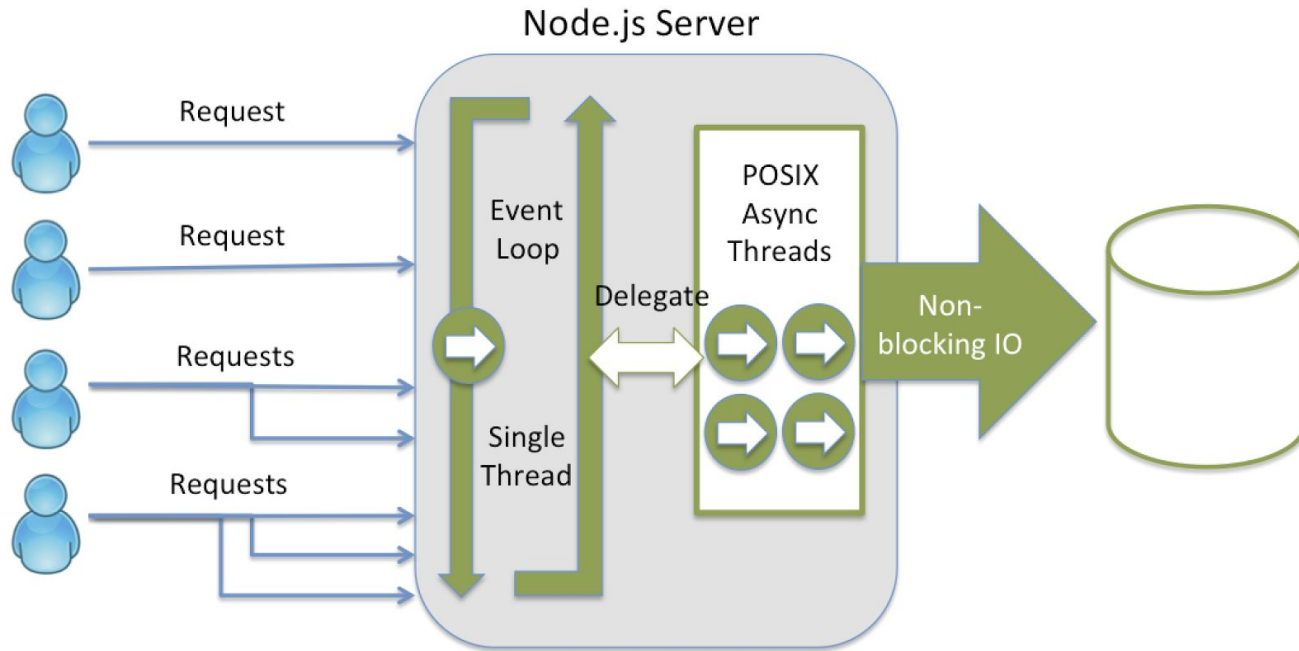 Node.js Server
Request
Request
Requests
Requests
Event
Loop
Single
Thread
Delegate
POSIX
Async
Threads
Non-
blocking IO